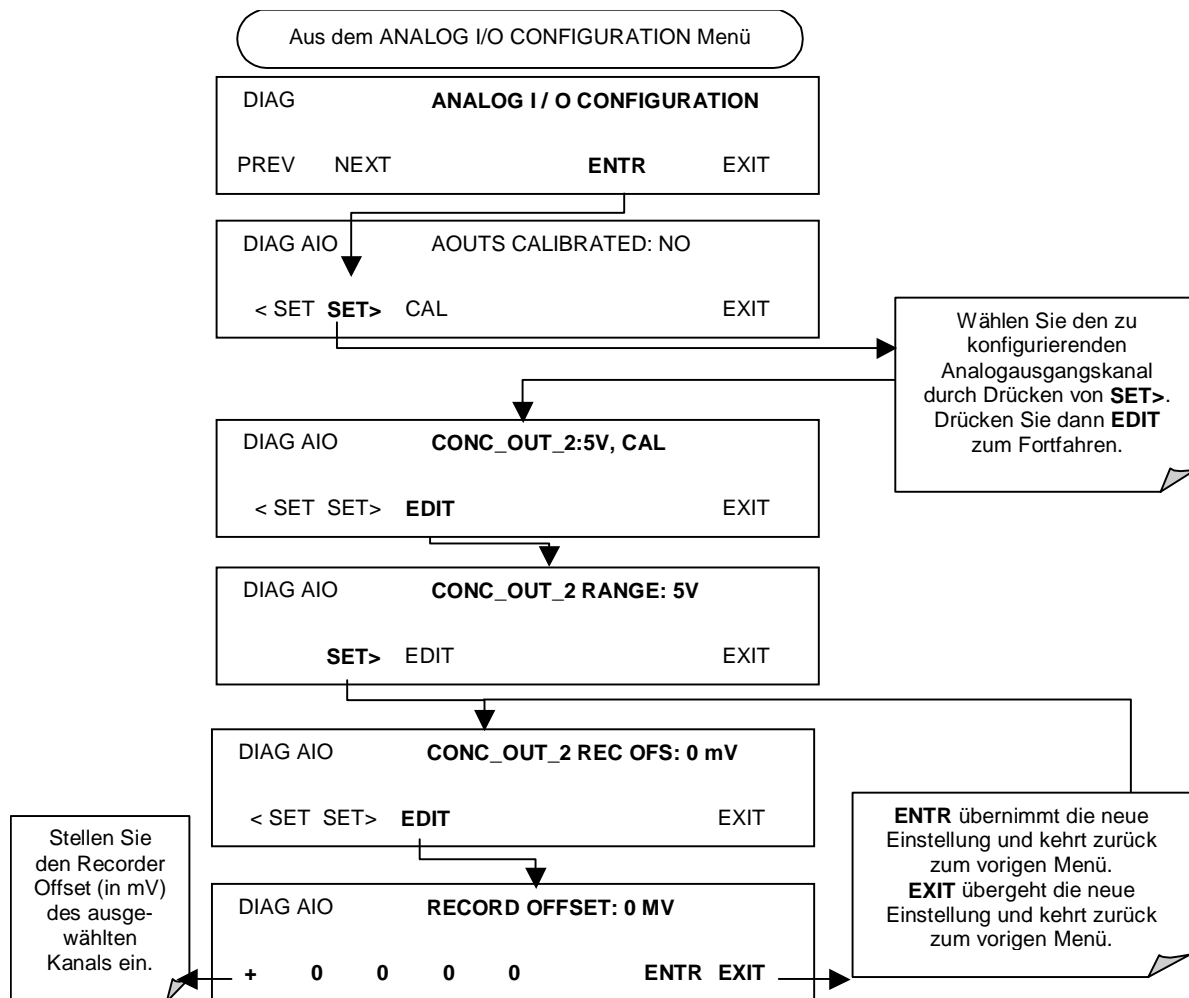 Aus dem ANALOG I/O CONFIGURATION Menü
DIAG ANALOG I / O CONFIGURATION
PREV NEXT ENTR EXIT
DIAG AIO AOUTS CALIBRATED: NO
< SET SET> CAL EXIT
Wählen Sie den zu
konfigurierenden
Analogausgangskanal
durch Drücken von SET>.
Drücken Sie dann EDIT
zum Fortfahren.
DIAG AIO CONC_OUT_2:5V, CAL
< SET SET> EDIT EXIT
DIAG AIO CONC_OUT_2 RANGE: 5V
SET> EDIT EXIT
DIAG AIO CONC_OUT_2 REC OFS: 0 mV
< SET SET> EDIT EXIT
Stellen Sie
den Recorder
Offset (in mV)
des ausge-
wählten
Kanals ein.
ENTR übernimmt die neue
Einstellung und kehrt zurück
zum vorigen Menü.
EXIT übergeht die neue
Einstellung und kehrt zurück
zum vorigen Menü.
DIAG AIO RECORD OFFSET: 0 MV
+ 0 0 0 0 ENTR EXIT